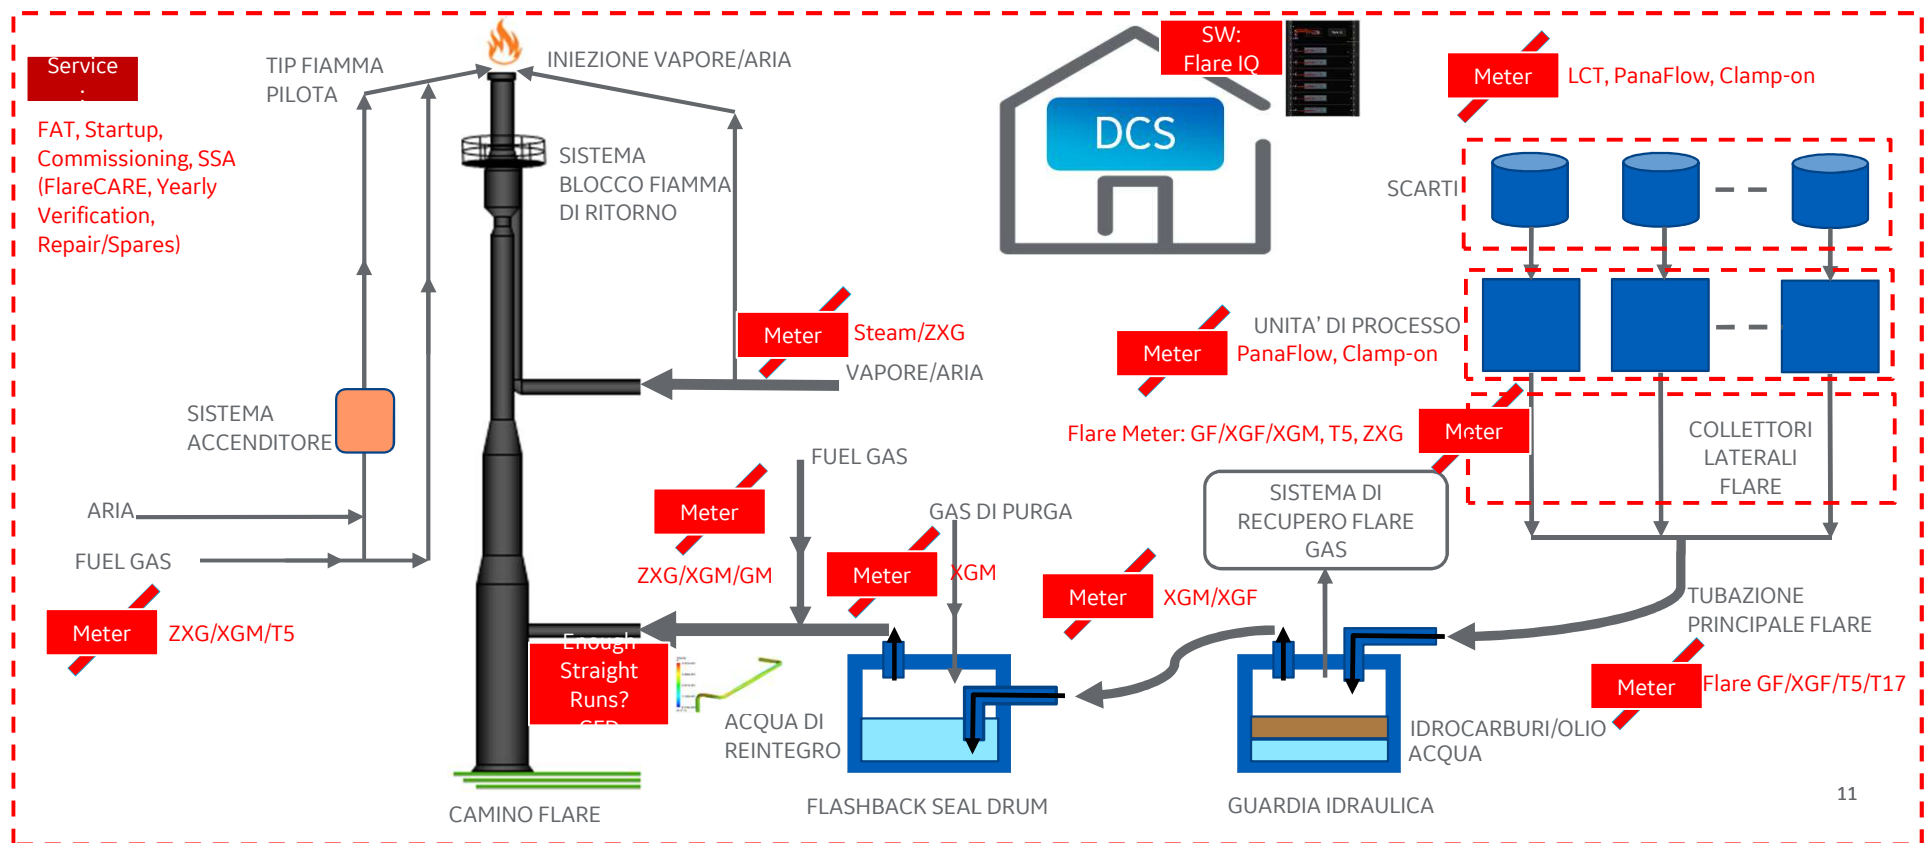 Service
:
FAT, Startup,
Commissioning, SSA
(FlareCARE, Yearly
Verification,
Repair/Spares)
TIP FIAMMA
PILOTA
INIEZIONE VAPORE/ARIA
SISTEMA
BLOCCO FIAMMA
DI RITORNO
SW:
Flare IQ
DCS
Meter
LCT, PanaFlow, Clamp-on
SCARTI
Meter
Steam/ZXG
VAPORE/ARIA
Meter
UNITA' DI PROCESSO
PanaFlow, Clamp-on
SISTEMA
ACCENDITORE
Flare Meter: GF/XGF/XGM, T5, ZXG
Meter
COLLETTORI
LATERALI
FLARE
ARIA
FUEL GAS
Meter
ZXG/XGM/T5
FUEL GAS
Meter
ZXG/XGM/GM
GAS DI PURGA
Meter
XGM
SISTEMA DI
RECUPERO FLARE
GAS
Meter
XGM/XGF
TUBAZIONE
PRINCIPALE FLARE
Meter
Flare GF/XGF/T5/T17
Enough
Straight
Runs?
CFD
ACQUA DI
REINTEGRO
IDROCARBURI/OLIO
ACQUA
CAMINO FLARE
FLASHBACK SEAL DRUM
GUARDIA IDRAULICA
11